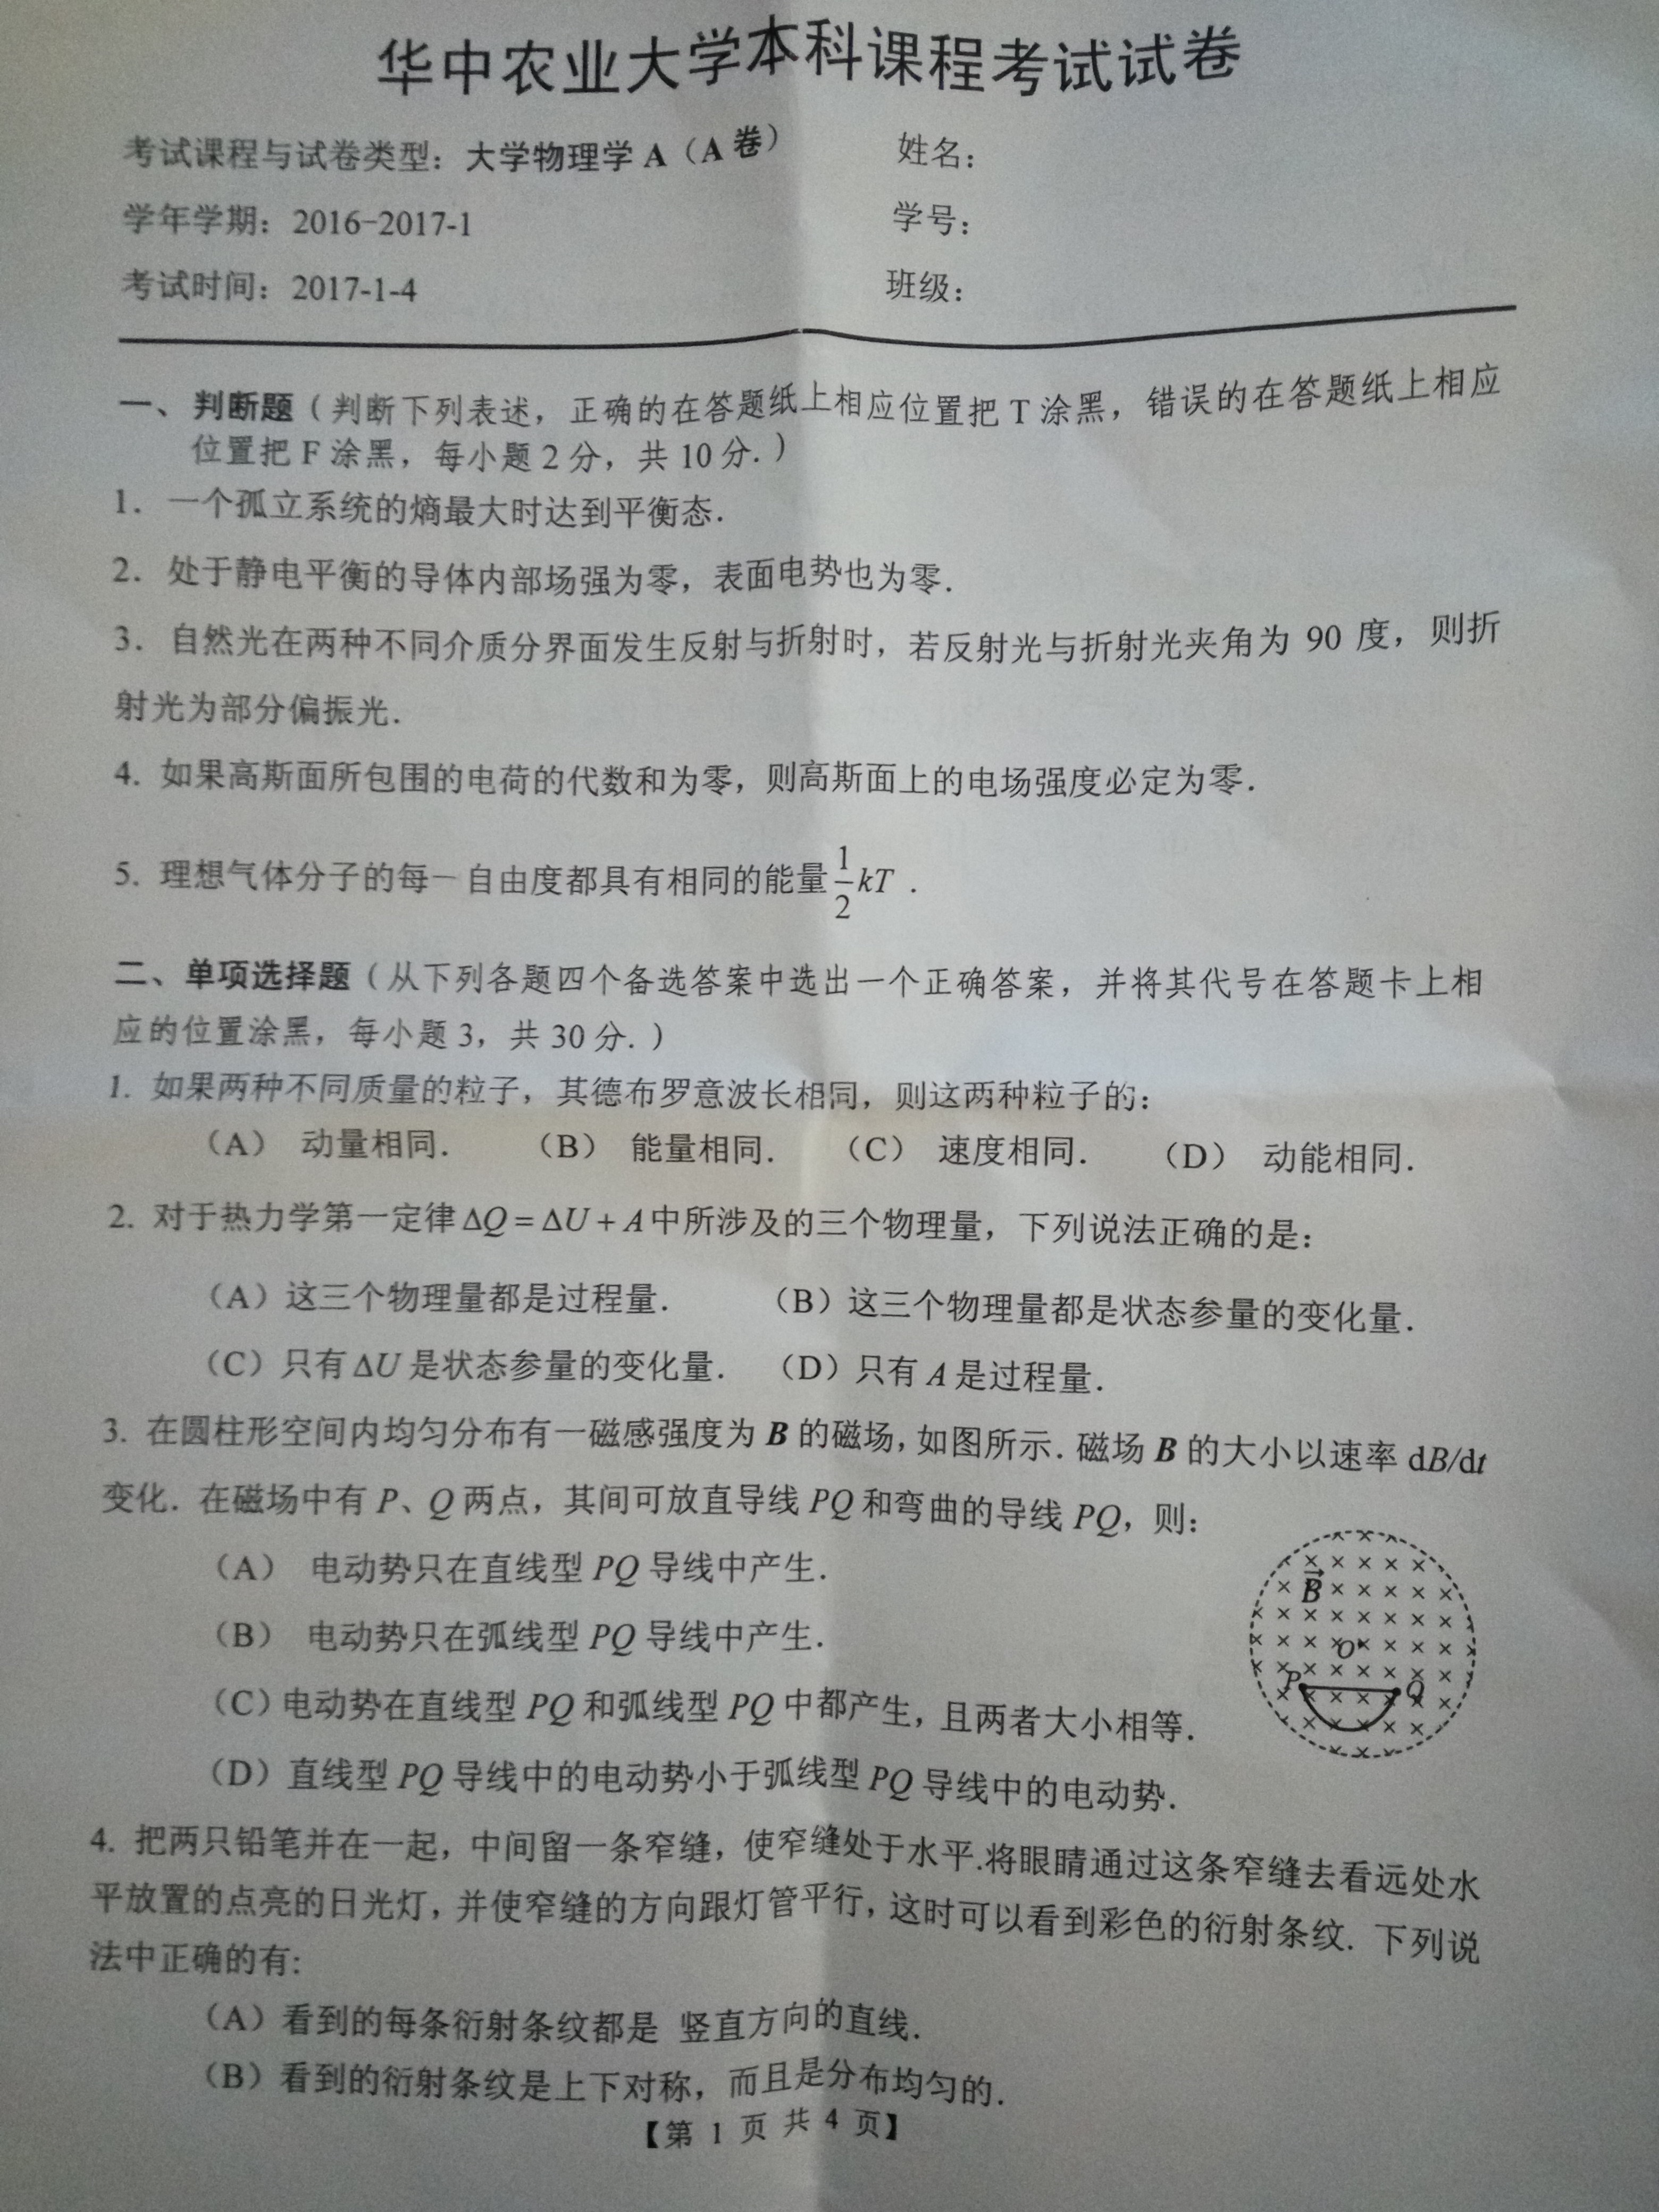 华中农业大学本科课程考试试卷
考试课程与试卷类型：大学物理学 A（A 卷） 姓名：
学年学期：2016-2017-1 学号：
考试时间：2017-1-4 班级：
一、判断题（判断下列表述，正确的在答题纸上相应位置把 T 涂黑，错误的在答题纸上相应
位置把 F 涂黑，每小题 2 分，共 10 分．）
1．一个孤立系统的熵最大时达到平衡态．
2．处于静电平衡的导体内部场强为零，表面电势也为零．
3．自然光在两种不同介质分界面发生反射与折射时，若反射光与折射光夹角为 90 度，则折
射光为部分偏振光．
4. 如果高斯面所包围的电荷的代数和为零，则高斯面上的电场强度必定为零．
5. 理想气体分子的每一自由度都具有相同的能量 1/2 kT ．
二、单项选择题（从下列各题四个备选答案中选出一个正确答案，并将其代号在答题卡上相
应的位置涂黑，每小题 3，共 30 分．）
1. 如果两种不同质量的粒子，其德布罗意波长相同，则这两种粒子的：
（A） 动量相同． （B） 能量相同． （C） 速度相同． （D） 动能相同．
2. 对于热力学第一定律 ΔQ = ΔU + A 中所涉及的三个物理量，下列说法正确的是：
（A）这三个物理量都是过程量． （B）这三个物理量都是状态参量的变化量．
（C）只有 ΔU 是状态参量的变化量． （D）只有 A 是过程量．
3. 在圆柱形空间内均匀分布有一磁感强度为 B 的磁场，如图所示．磁场 B 的大小以速率 dB/dt
变化．在磁场中有 P、Q 两点，其间可放直导线 PQ 和弯曲的导线 PQ，则：
（A） 电动势只在直线型 PQ 导线中产生．
（B） 电动势只在弧线型 PQ 导线中产生．
（C）电动势在直线型 PQ 和弧线型 PQ 中都产生，且两者大小相等．
（D）直线型 PQ 导线中的电动势小于弧线型 PQ 导线中的电动势．
B
O
P Q
4. 把两只铅笔并在一起，中间留一条窄缝，使窄缝处于水平.将眼睛通过这条窄缝去看远处水
平放置的点亮的日光灯，并使窄缝的方向跟灯管平行，这时可以看到彩色的衍射条纹．下列说
法中正确的有:
（A）看到的每条衍射条纹都是 竖直方向的直线．
（B）看到的衍射条纹是上下对称，而且是分布均匀的．
【第 1 页 共 4 页】